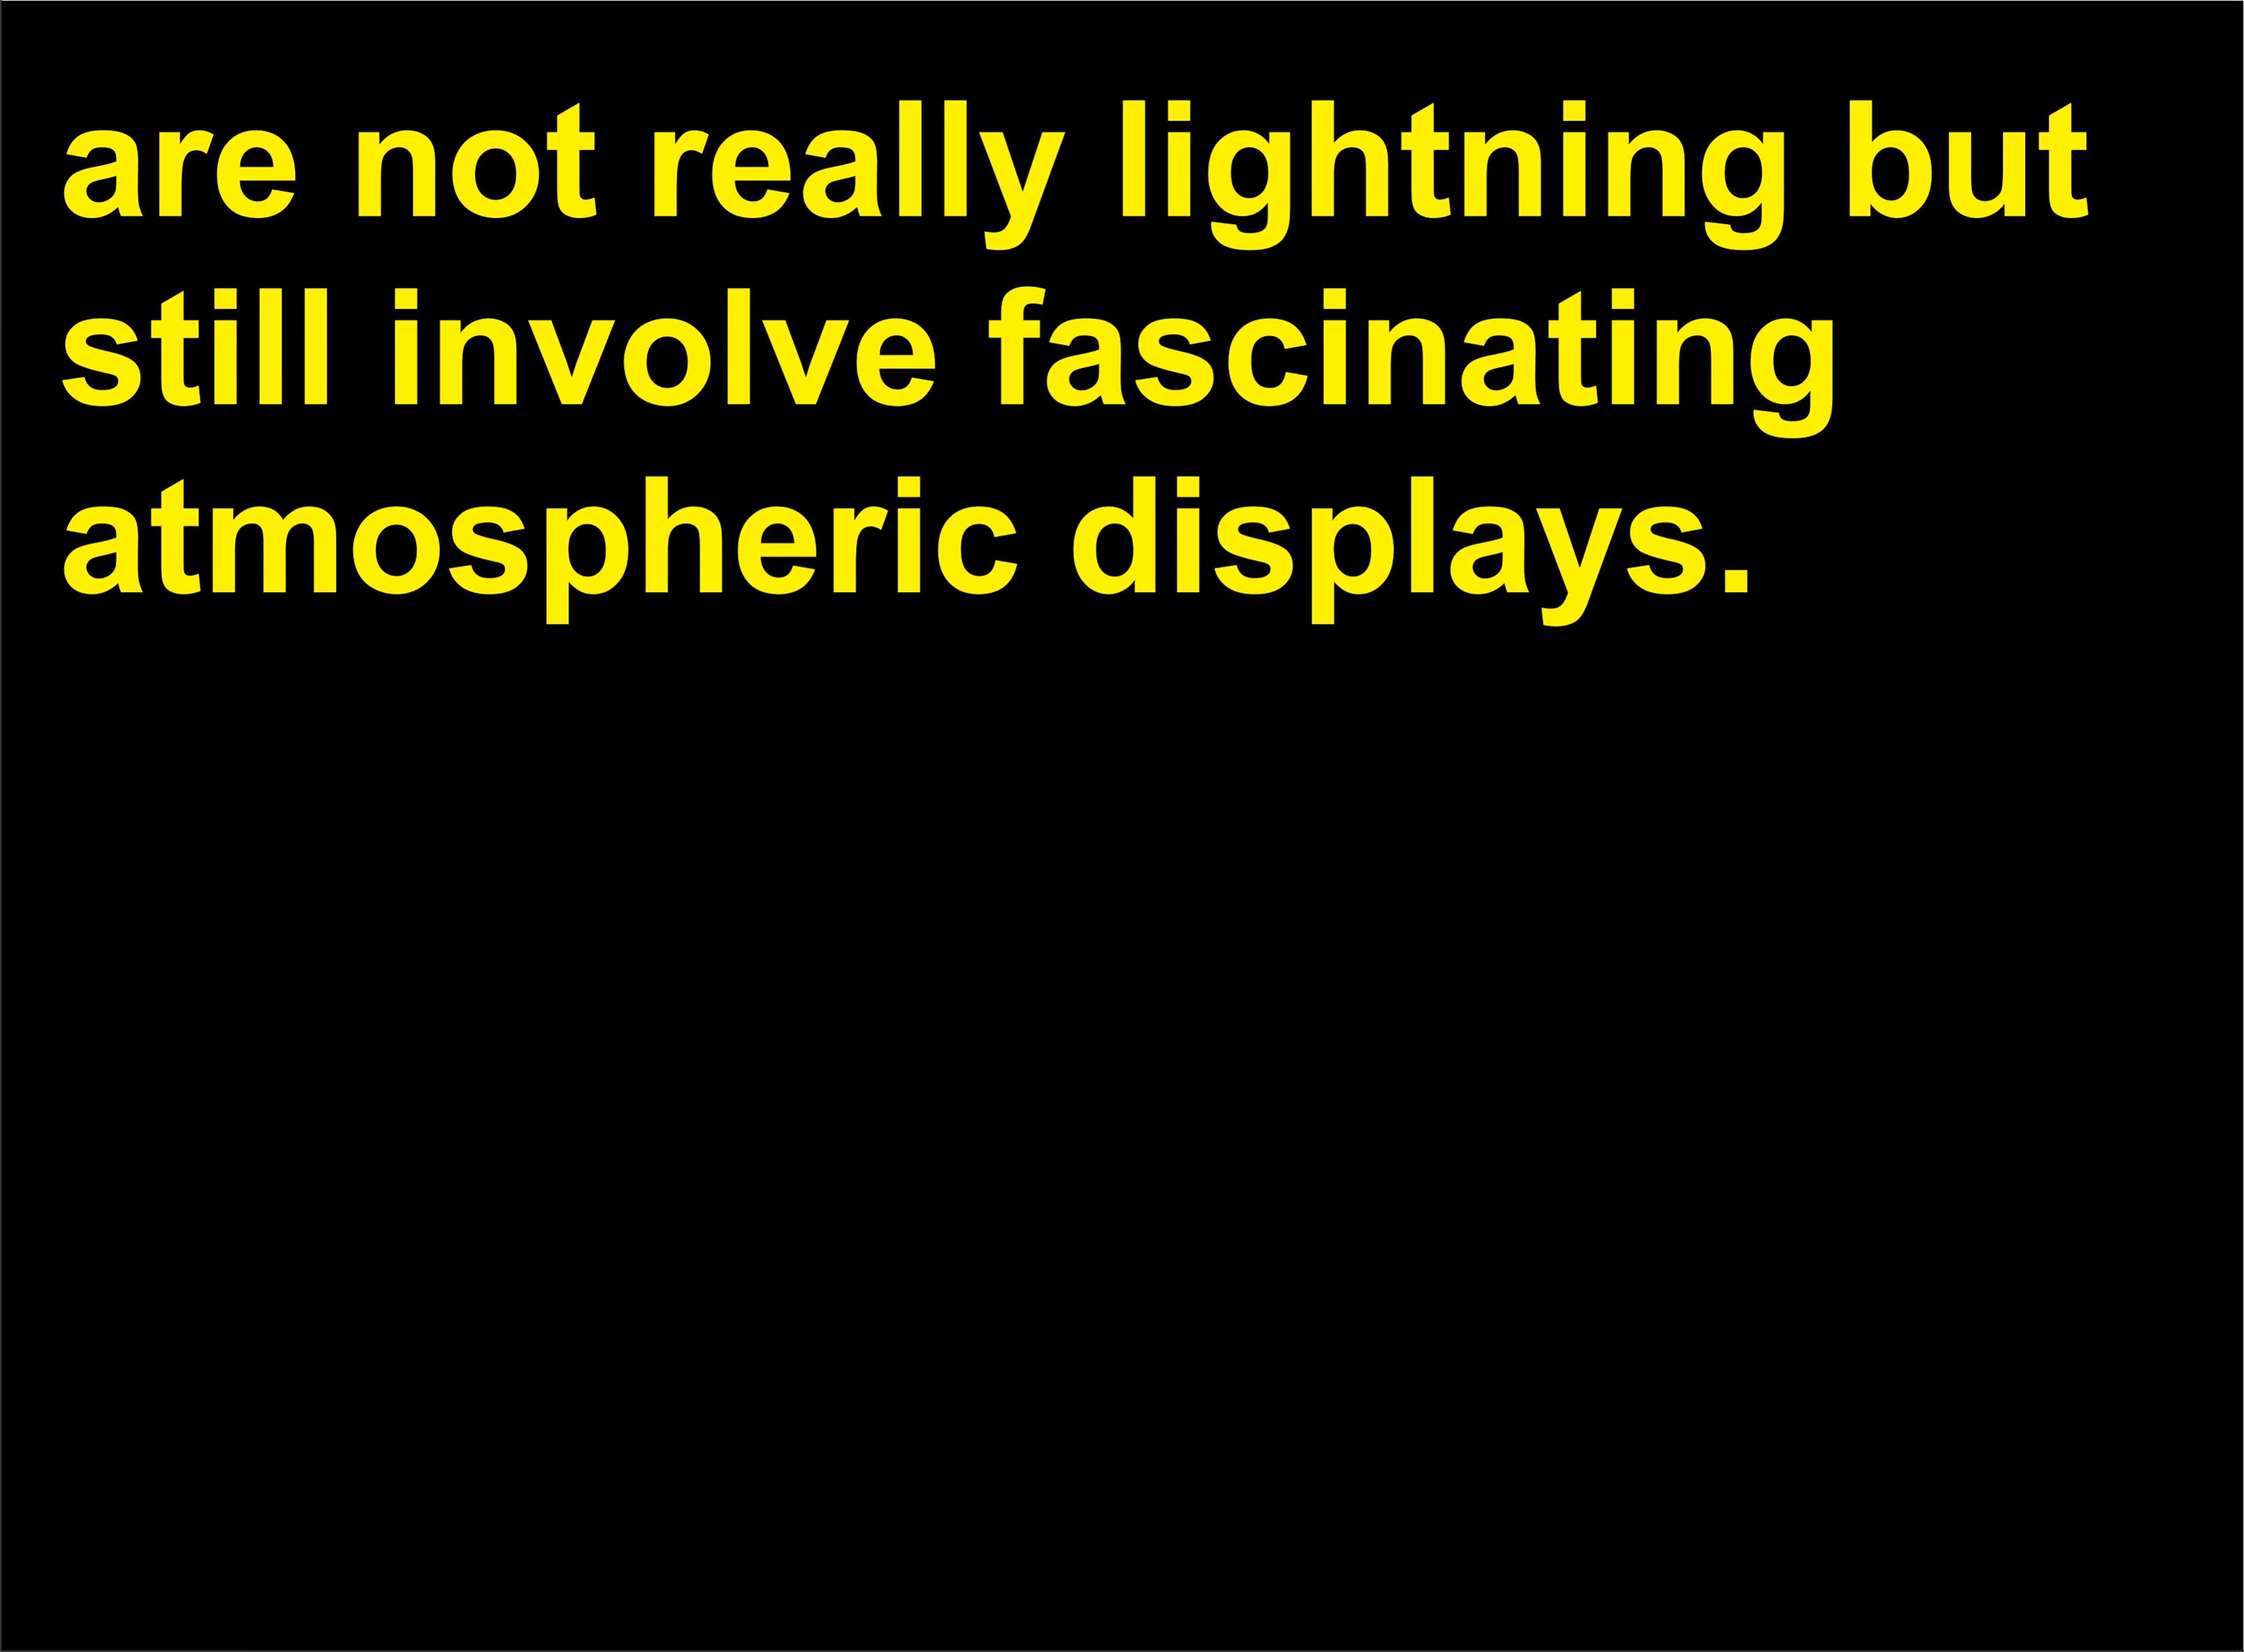 are not really lightning but
still involve fascinating
atmospheric displays.